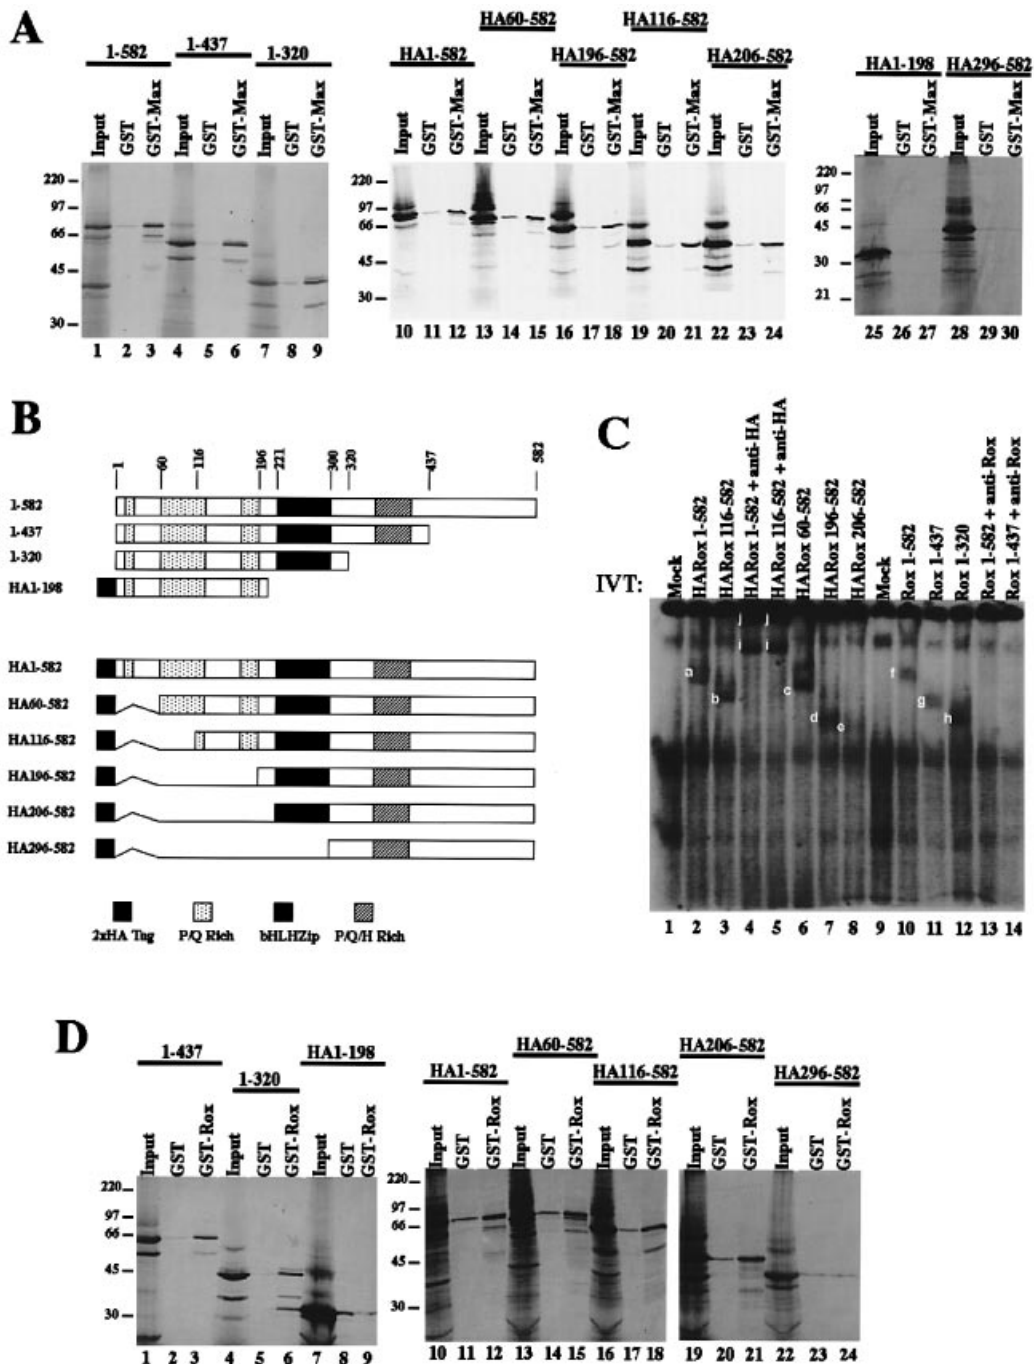 A
1-582
1-437
1-320
Input
GST
GST-Max
Input
GST
GST-Max
Input
GST
GST-Max
220
97
66
45
30
1 2 3 4 5 6 7 8 9
HA60-582
HA116-582
HA1-582
HA196-582
HA206-582
Input
GST
GST-Max
Input
GST
GST-Max
Input
GST
GST-Max
Input
GST
GST-Max
Input
GST
GST-Max
220
97
66
45
30
10 11 12 13 14 15 16 17 18 19 20 21 22 23 24
HA1-198
HA296-582
Input
GST
GST-Max
Input
GST
GST-Max
220
97
66
45
30
21
25 26 27 28 29 30
B
1 60 116 196 221 300 320 437 582
1-582
1-437
1-320
HA1-198
HA1-582
HA60-582
HA116-582
HA196-582
HA206-582
HA296-582
2xHA Tag P/Q Rich bHLHZip P/Q/H Rich
C
IVT:
Mock
HARox 1-582
HARox 116-582
HARox 1-582 + anti-HA
HARox 116-582 + anti-HA
HARox 60-582
HARox 196-582
HARox 206-582
Mock
Rox 1-582
Rox 1-437
Rox 1-320
Rox 1-582 + anti-Rox
Rox 1-437 + anti-Rox
j j
i i
a f
b c g
d e h
1 2 3 4 5 6 7 8 9 10 11 12 13 14
D
1-437
1-320
HA1-198
Input
GST
GST-Rox
Input
GST
GST-Rox
Input
GST
GST-Rox
220
97
66
45
30
1 2 3 4 5 6 7 8 9
HA60-582
HA1-582
HA116-582
Input
GST
GST-Rox
Input
GST
GST-Rox
Input
GST
GST-Rox
220
97
66
45
30
10 11 12 13 14 15 16 17 18
HA206-582
HA296-582
Input
GST
GST-Rox
Input
GST
GST-Rox
19 20 21 22 23 24